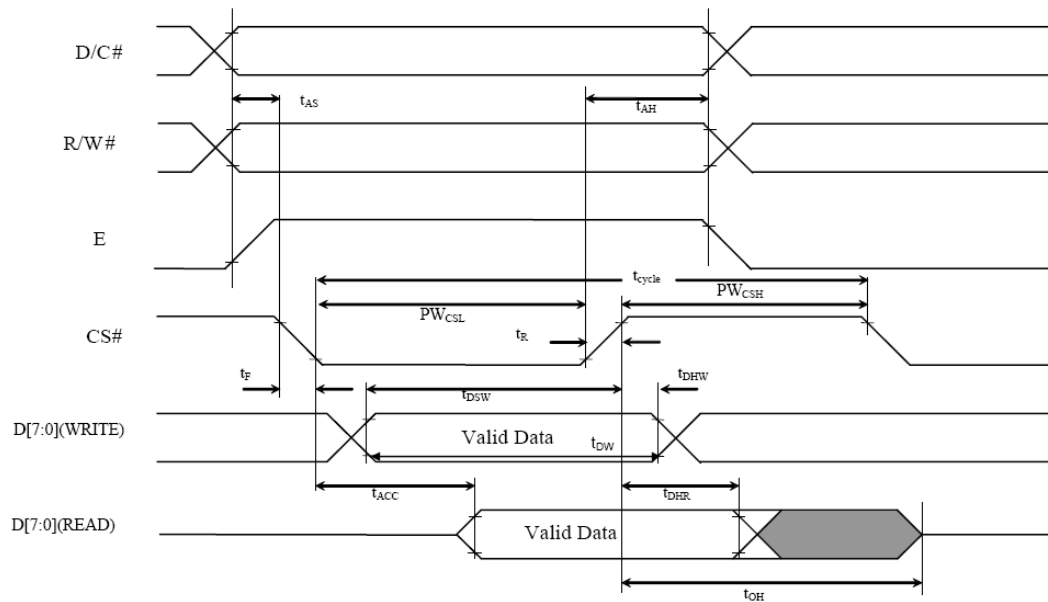 D/C#
tAS
tAH
R/W#
E
tcycle
PWCSL
PWCSH
CS#
tR
tF
tDSW
tDHW
D[7:0](WRITE)
Valid Data
tDW
tACC
tDHR
D[7:0](READ)
Valid Data
tOH